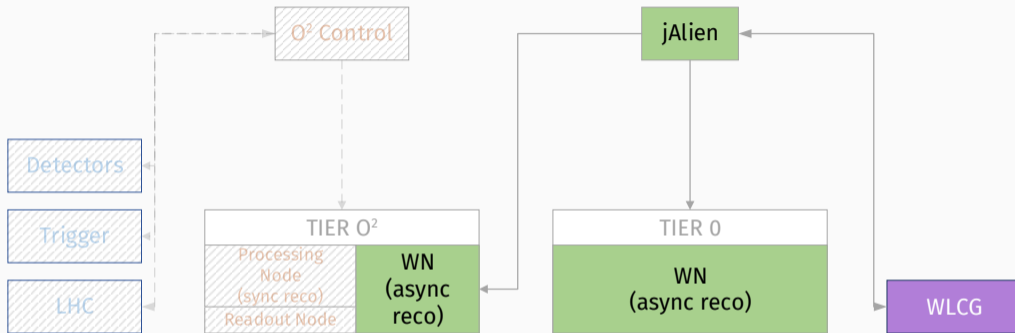 O² Control
jAlien
Detectors
Trigger
LHC
TIER O²
Processing
Node
(sync reco)
Readout Node
WN
(async
reco)
TIER 0
WN
(async reco)
WLCG